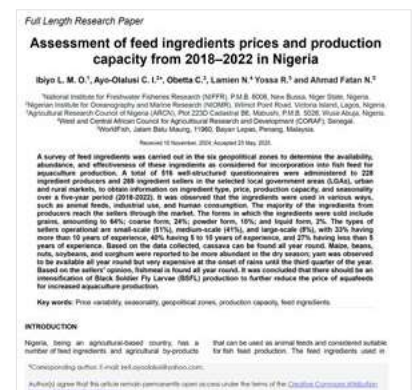 Full Length Research Paper
Assessment of feed ingredients prices and production
capacity from 2018–2022 in Nigeria
Ibiyo L. M. O.¹, Ayo-Olalusi C. I.²*, Obetta C.³, Lamien N.⁴ Yossa R.⁵ and Ahmad Fatan N.⁵
¹National Institute for Freshwater Fisheries Research (NIFFR), P.M.B. 6006, New Bussa, Niger State, Nigeria.
²Nigerian Institute for Oceanography and Marine Research (NIOMR), Wilmot Point Road, Victoria Island, Lagos, Nigeria.
³Agricultural Research Council of Nigeria (ARCN), Plot 223D Cadastral B6, Mabushi, P.M.B. 5026, Wuse Abuja, Nigeria.
⁴West and Central African Council for Agricultural Research and Development (CORAF), Senegal.
⁵WorldFish, Jalan Batu Maung, 11960, Bayan Lepas, Penang, Malaysia.
Received 10 November, 2024; Accepted 23 May, 2025
A survey of feed ingredients was carried out in the six geopolitical zones to determine the availability,
abundance, and effectiveness of these ingredients as considered for incorporation into fish feed for
aquaculture production. A total of 516 well-structured questionnaires were administered to 228
ingredient producers and 288 ingredient sellers in the selected local government areas (LGAs), urban
and rural markets, to obtain information on ingredient type, price, production capacity, and seasonality
over a five-year period (2018-2022). It was observed that the ingredients were used in various ways,
such as animal feeds, industrial use, and human consumption. The majority of the ingredients from
producers reach the sellers through the market. The forms in which the ingredients were sold include
grains, amounting to 64%; coarse form, 24%; powder form, 10%; and liquid form, 2%. The types of
sellers operational are small-scale (51%), medium-scale (41%), and large-scale (8%), with 33% having
more than 10 years of experience, 40% having 5 to 10 years of experience, and 27% having less than 5
years of experience. Based on the data collected, cassava can be found all year round. Maize, beans,
nuts, soybeans, and sorghum were reported to be more abundant in the dry season; yam was observed
to be available all year round but very expensive at the onset of rains until the third quarter of the year.
Based on the sellers' opinion, fishmeal is found all year round. It was concluded that there should be an
intensification of Black Soldier Fly Larvae (BSFL) production to further reduce the price of aquafeeds
for increased aquaculture production.
Key words: Price variability, seasonality, geopolitical zones, production capacity, feed ingredients.
INTRODUCTION
Nigeria, being an agricultural-based country, has a
number of feed ingredients and agricultural by-products
that can be used as animal feeds and considered suitable
for fish feed production. The feed ingredients used in
*Corresponding author. E-mail:
Author(s) agree that this article remain permanently open access under the terms of the Creative Commons Attribution